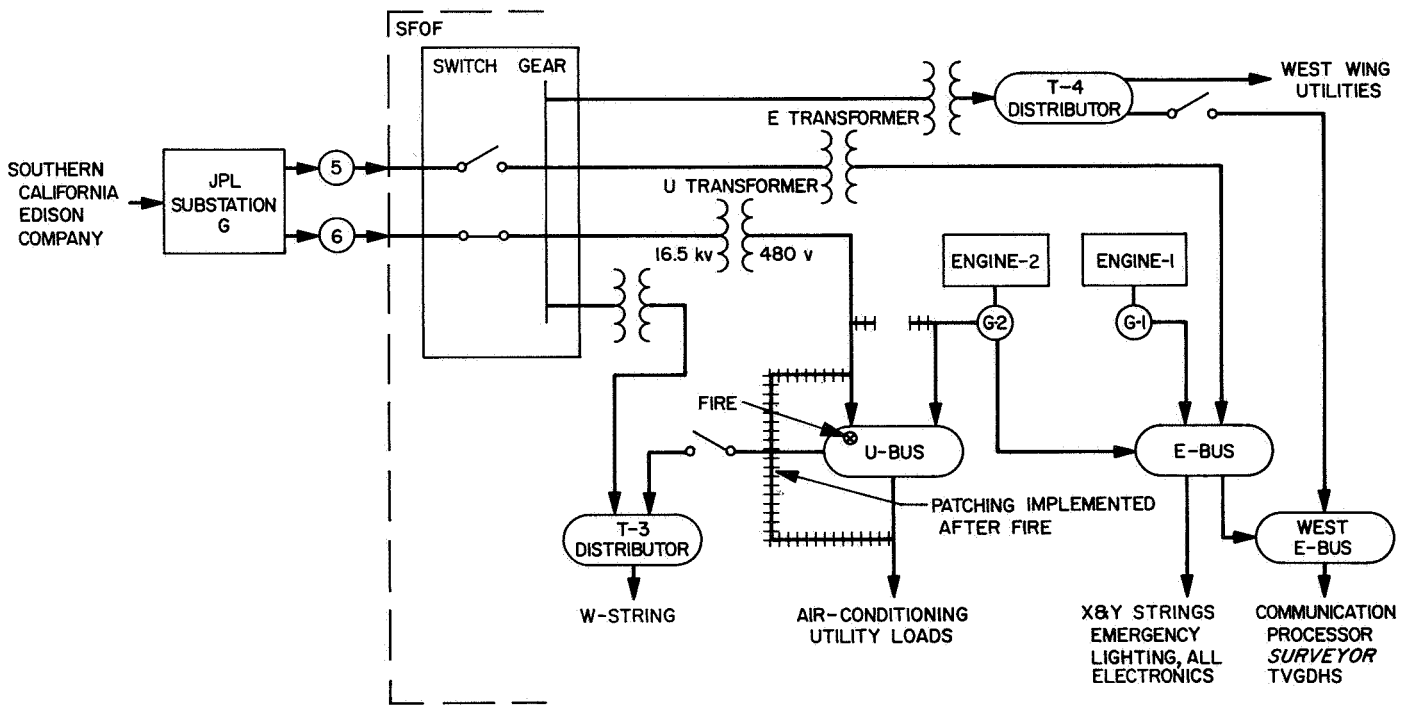 SFOF
SWITCH GEAR
WEST WING
UTILITIES
T-4
DISTRIBUTOR
E TRANSFORMER
SOUTHERN
CALIFORNIA
EDISON
COMPANY
JPL
SUBSTATION
G
5
6
U TRANSFORMER
16.5 kv
480 v
ENGINE-2
ENGINE-1
G-2
G-1
FIRE
U-BUS
E-BUS
PATCHING IMPLEMENTED
AFTER FIRE
T-3
DISTRIBUTOR
WEST
E-BUS
W-STRING
AIR-CONDITIONING
UTILITY LOADS
X&Y STRINGS
EMERGENCY
LIGHTING, ALL
ELECTRONICS
COMMUNICATION
PROCESSOR
SURVEYOR
TVGDHS